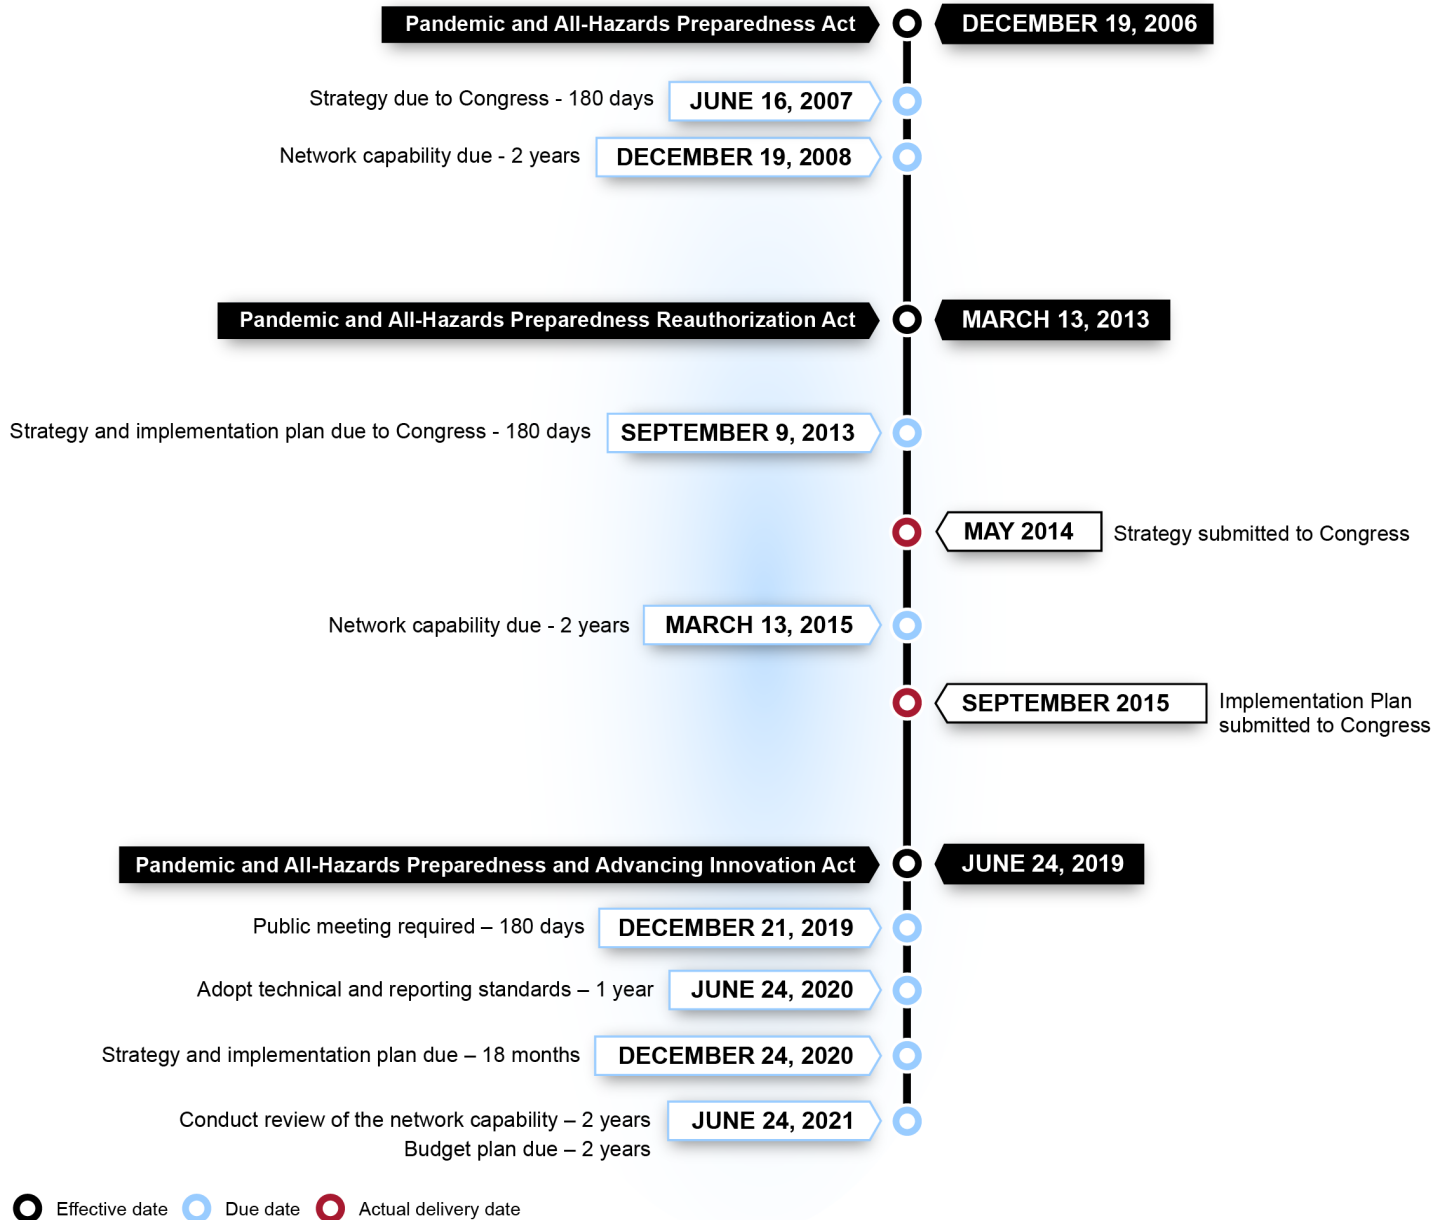 Pandemic and All-Hazards Preparedness Act
DECEMBER 19, 2006
Strategy due to Congress - 180 days
JUNE 16, 2007
Network capability due - 2 years
DECEMBER 19, 2008
Pandemic and All-Hazards Preparedness Reauthorization Act
MARCH 13, 2013
Strategy and implementation plan due to Congress - 180 days
SEPTEMBER 9, 2013
MAY 2014
Strategy submitted to Congress
Network capability due - 2 years
MARCH 13, 2015
SEPTEMBER 2015
Implementation Plan
submitted to Congress
Pandemic and All-Hazards Preparedness and Advancing Innovation Act
JUNE 24, 2019
Public meeting required – 180 days
DECEMBER 21, 2019
Adopt technical and reporting standards – 1 year
JUNE 24, 2020
Strategy and implementation plan due – 18 months
DECEMBER 24, 2020
Conduct review of the network capability – 2 years
Budget plan due – 2 years
JUNE 24, 2021
Effective date
Due date
Actual delivery date